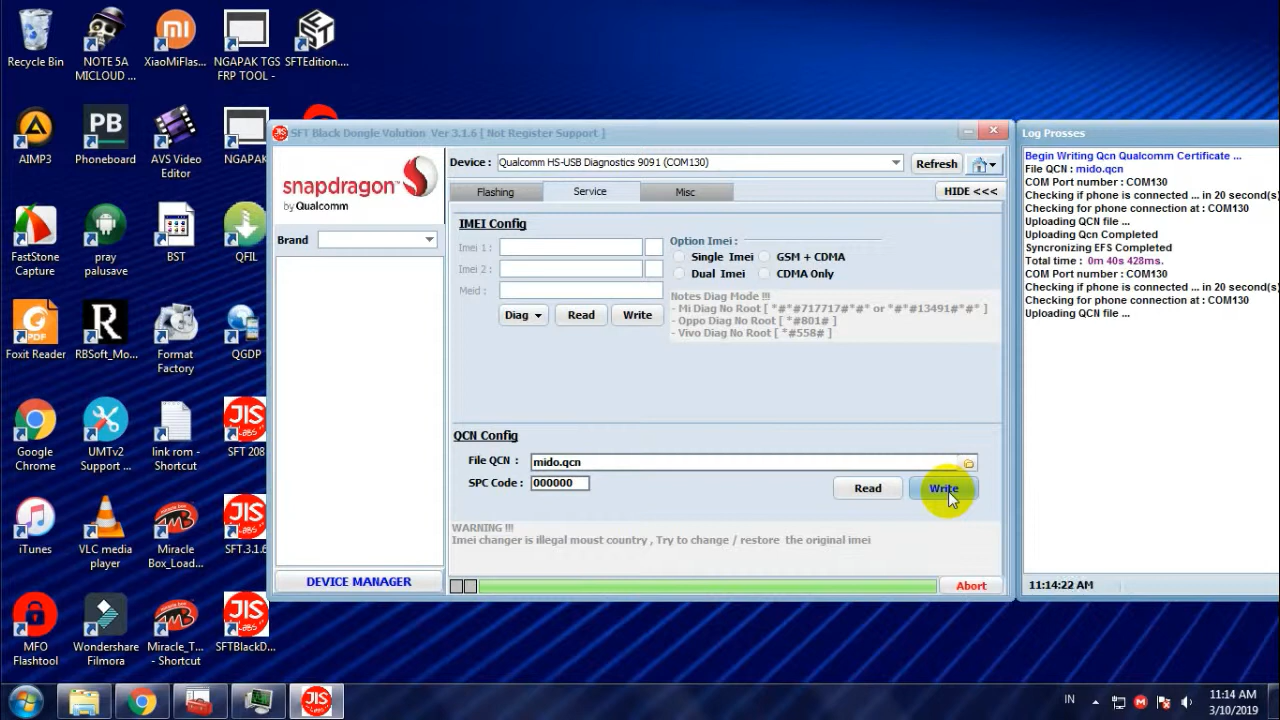 Recycle Bin
NOTE 5A
MICLOUD ...
XiaoMiFlas...
NGAPAK TGS
FRP TOOL -
SFTEdition....
AIMP3
PB
Phoneboard
AVS Video
Editor
NGAPAK
FastStone
Capture
pray
palusave
BST
QFIL
Foxit Reader
RBSoft_Mo...
Format
Factory
QGDP
Google
Chrome
UMTv2
Support ...
link rom -
Shortcut
JIS
LABS
SFT 208
iTunes
VLC media
player
Miracle
Box_Load...
SFT.3.1.6
MFO
Flashtool
Wondershare
Filmora
Miracle_T...
- Shortcut
SFTBlackD...
SFT Black Dongle Volution Ver 3.1.6 [ Not Register Support ]
snapdragon
by Qualcomm
Device :
Qualcomm HS-USB Diagnostics 9091 (COM130)
Refresh
Flashing
Service
Misc
HIDE <<<
Brand
IMEI Config
Imei 1 :
Imei 2 :
Meid :
Diag
Read
Write
Option Imei :
Single Imei
GSM + CDMA
Dual Imei
CDMA Only
Notes Diag Mode !!!
- Mi Diag No Root [ *#*#717717#*#* or *#*#13491#*#* ]
- Oppo Diag No Root [ *#801# ]
- Vivo Diag No Root [ *#558# ]
QCN Config
File QCN :
mido.qcn
SPC Code :
000000
Read
Write
WARNING !!!
Imei changer is illegal moust country , Try to change / restore the original imei
DEVICE MANAGER
Abort
Log Prosses
Begin Writing Qcn Qualcomm Certificate ...
File QCN : mido.qcn
COM Port number : COM130
Checking if phone is connected ... in 20 second(s)
Checking for phone connection at : COM130
Uploading QCN file ...
Uploading Qcn Completed
Syncronizing EFS Completed
Total time : 0m 40s 428ms.
COM Port number : COM130
Checking if phone is connected ... in 20 second(s)
Checking for phone connection at : COM130
Uploading QCN file ...
11:14:22 AM
JIS
IN
11:14 AM
3/10/2019